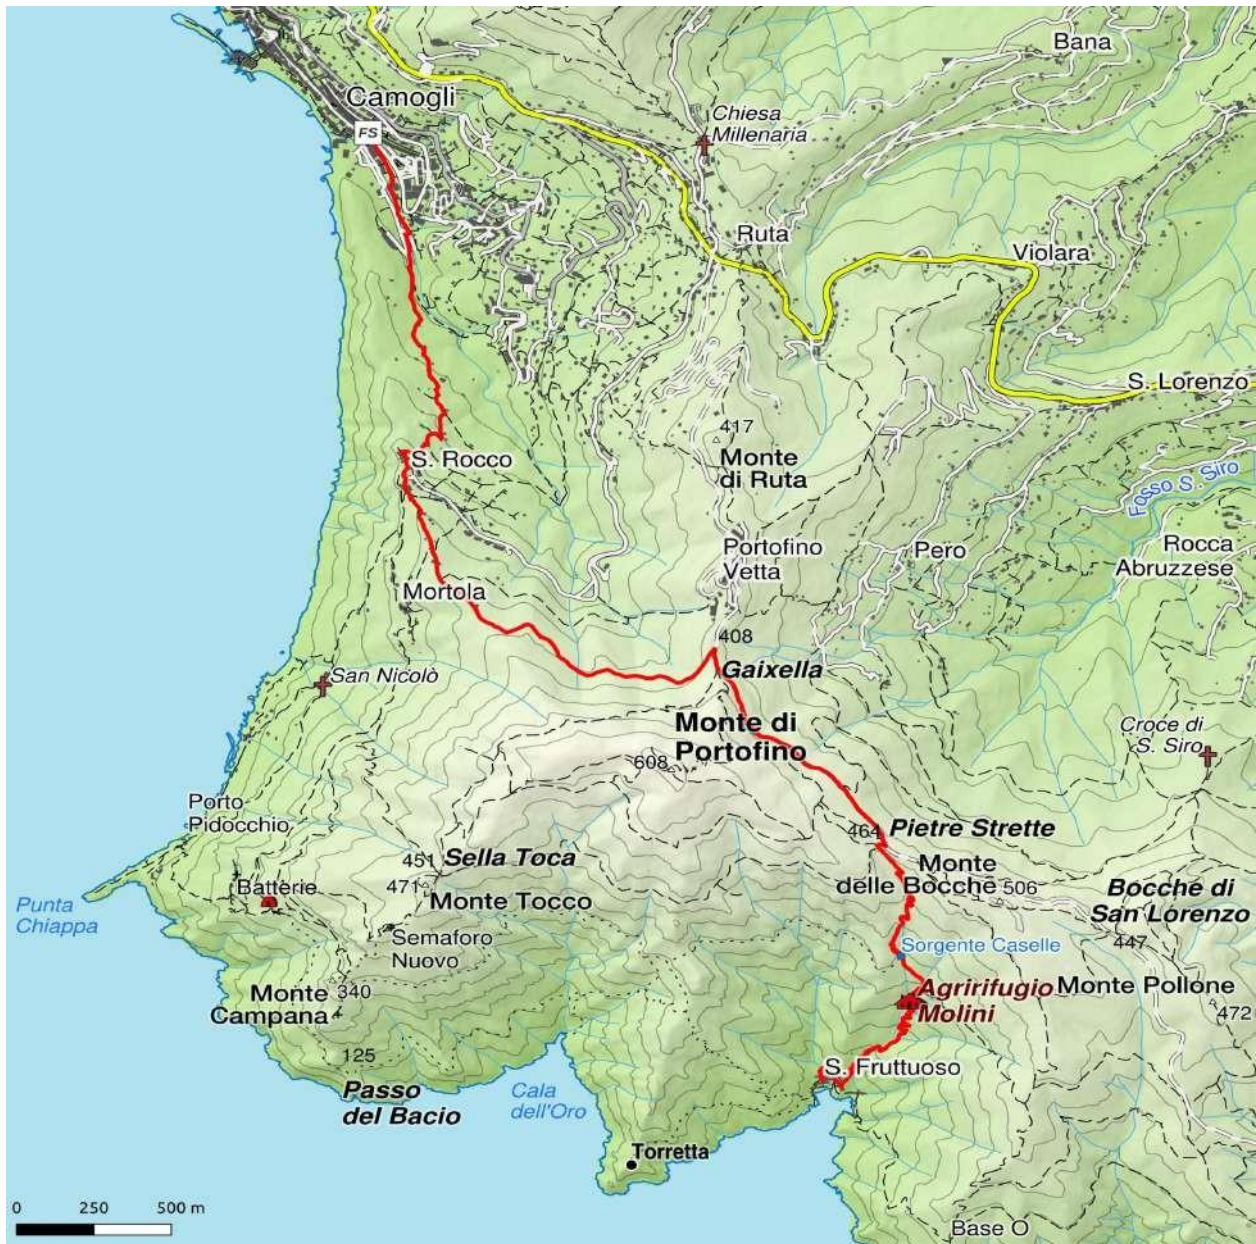 Bana
Camogli
Chiesa
Millenaria
FS
Ruta
Violara
S. Lorenzo
417
Monte
di Ruta
S. Rocco
Fosso S. Siro
Portofino
Vetta
Pero
Rocca
Abruzzese
Mortola
408
Gaixella
San Nicolò
Monte di
Portofino
Croce di
S. Siro
608
Porto
Pidocchio
464
Pietre Strette
451
Sella Toca
Monte
delle Bocche
506
Bocche di
San Lorenzo
471
Monte Tocco
Batterie
Punta
Chiappa
447
Semaforo
Nuovo
Sorgente Caselle
Agririfugio
Molini
Monte Pollone
472
Monte
Campana
340
125
S. Fruttuoso
Passo
del Bacio
Cala
dell'Oro
Torretta
0 250 500 m
Base O